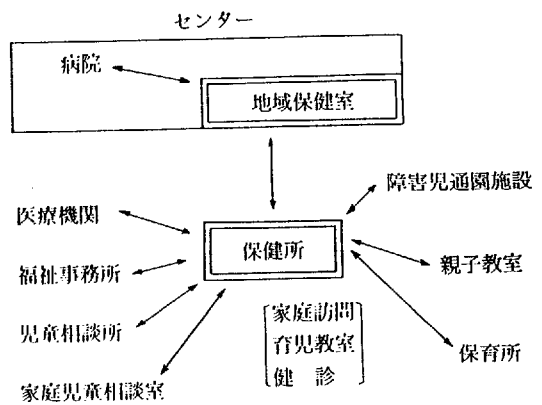 センター
病院
地域保健室
障害児通園施設
医療機関
保健所
福祉事務所
親子教室
児童相談所
家庭訪問
育児教室
健 診
保育所
家庭児童相談室